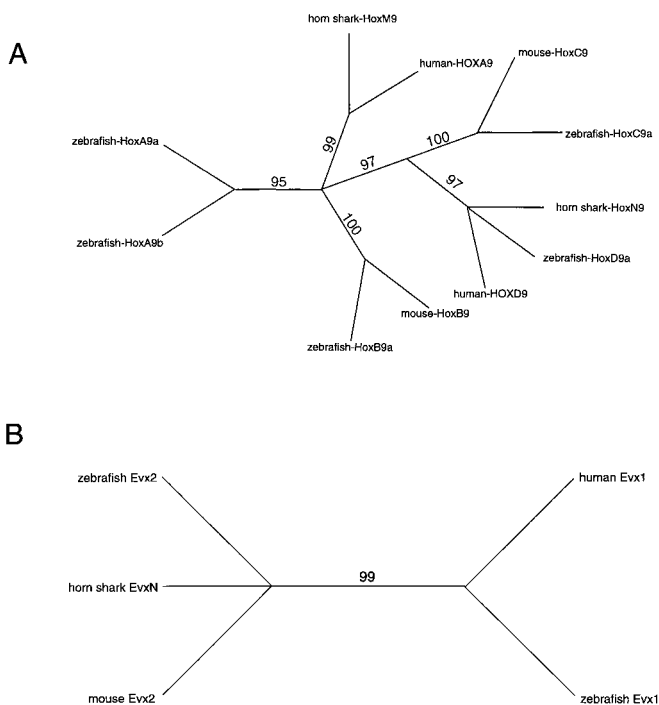 A
horn shark-HoxM9
human-HOXA9
mouse-HoxC9
zebrafish-HoxA9a
99
100
zebrafish-HoxC9a
97
95
97
horn shark-HoxN9
100
zebrafish-HoxA9b
zebrafish-HoxD9a
human-HOXD9
mouse-HoxB9
zebrafish-HoxB9a
B
zebrafish Evx2
human Evx1
99
horn shark EvxN
mouse Evx2
zebrafish Evx1